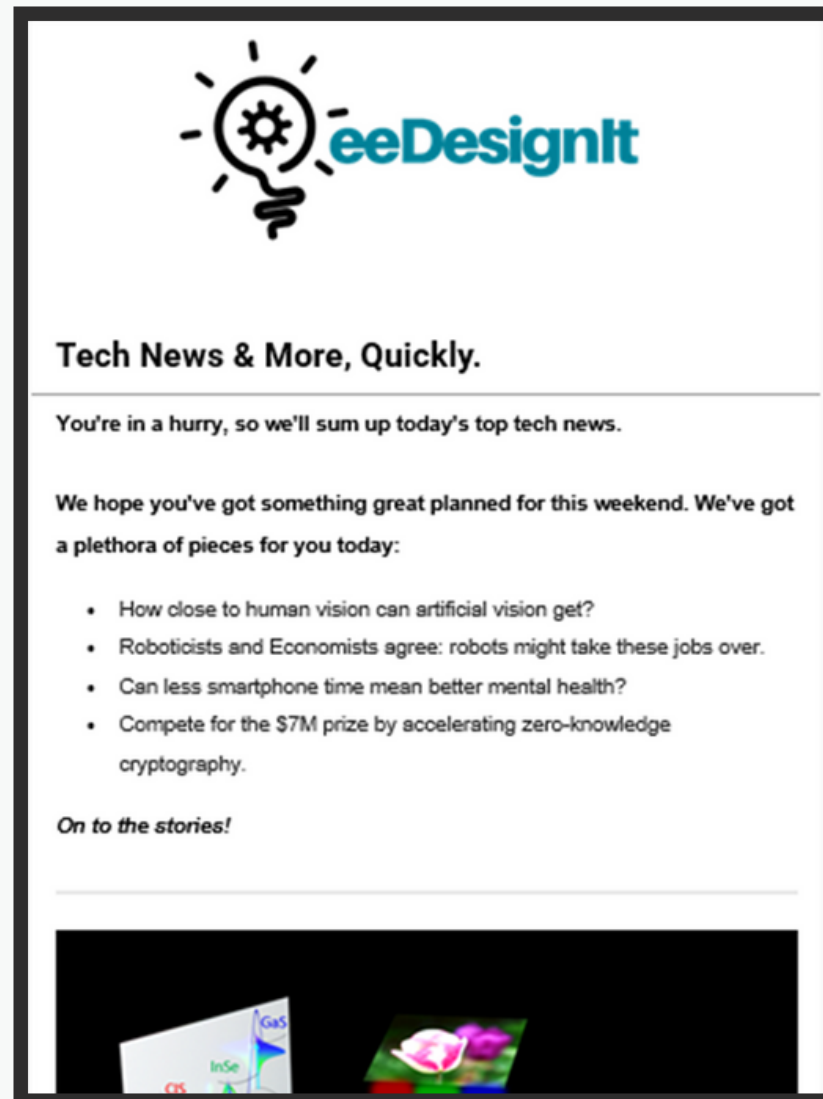 eeDesignIt
Tech News & More, Quickly.
You're in a hurry, so we'll sum up today's top tech news.
We hope you've got something great planned for this weekend. We've got
a plethora of pieces for you today:
• How close to human vision can artificial vision get?
• Roboticists and Economists agree: robots might take these jobs over.
• Can less smartphone time mean better mental health?
• Compete for the $7M prize by accelerating zero-knowledge
cryptography.
On to the stories!
GaS
InSe
CIS